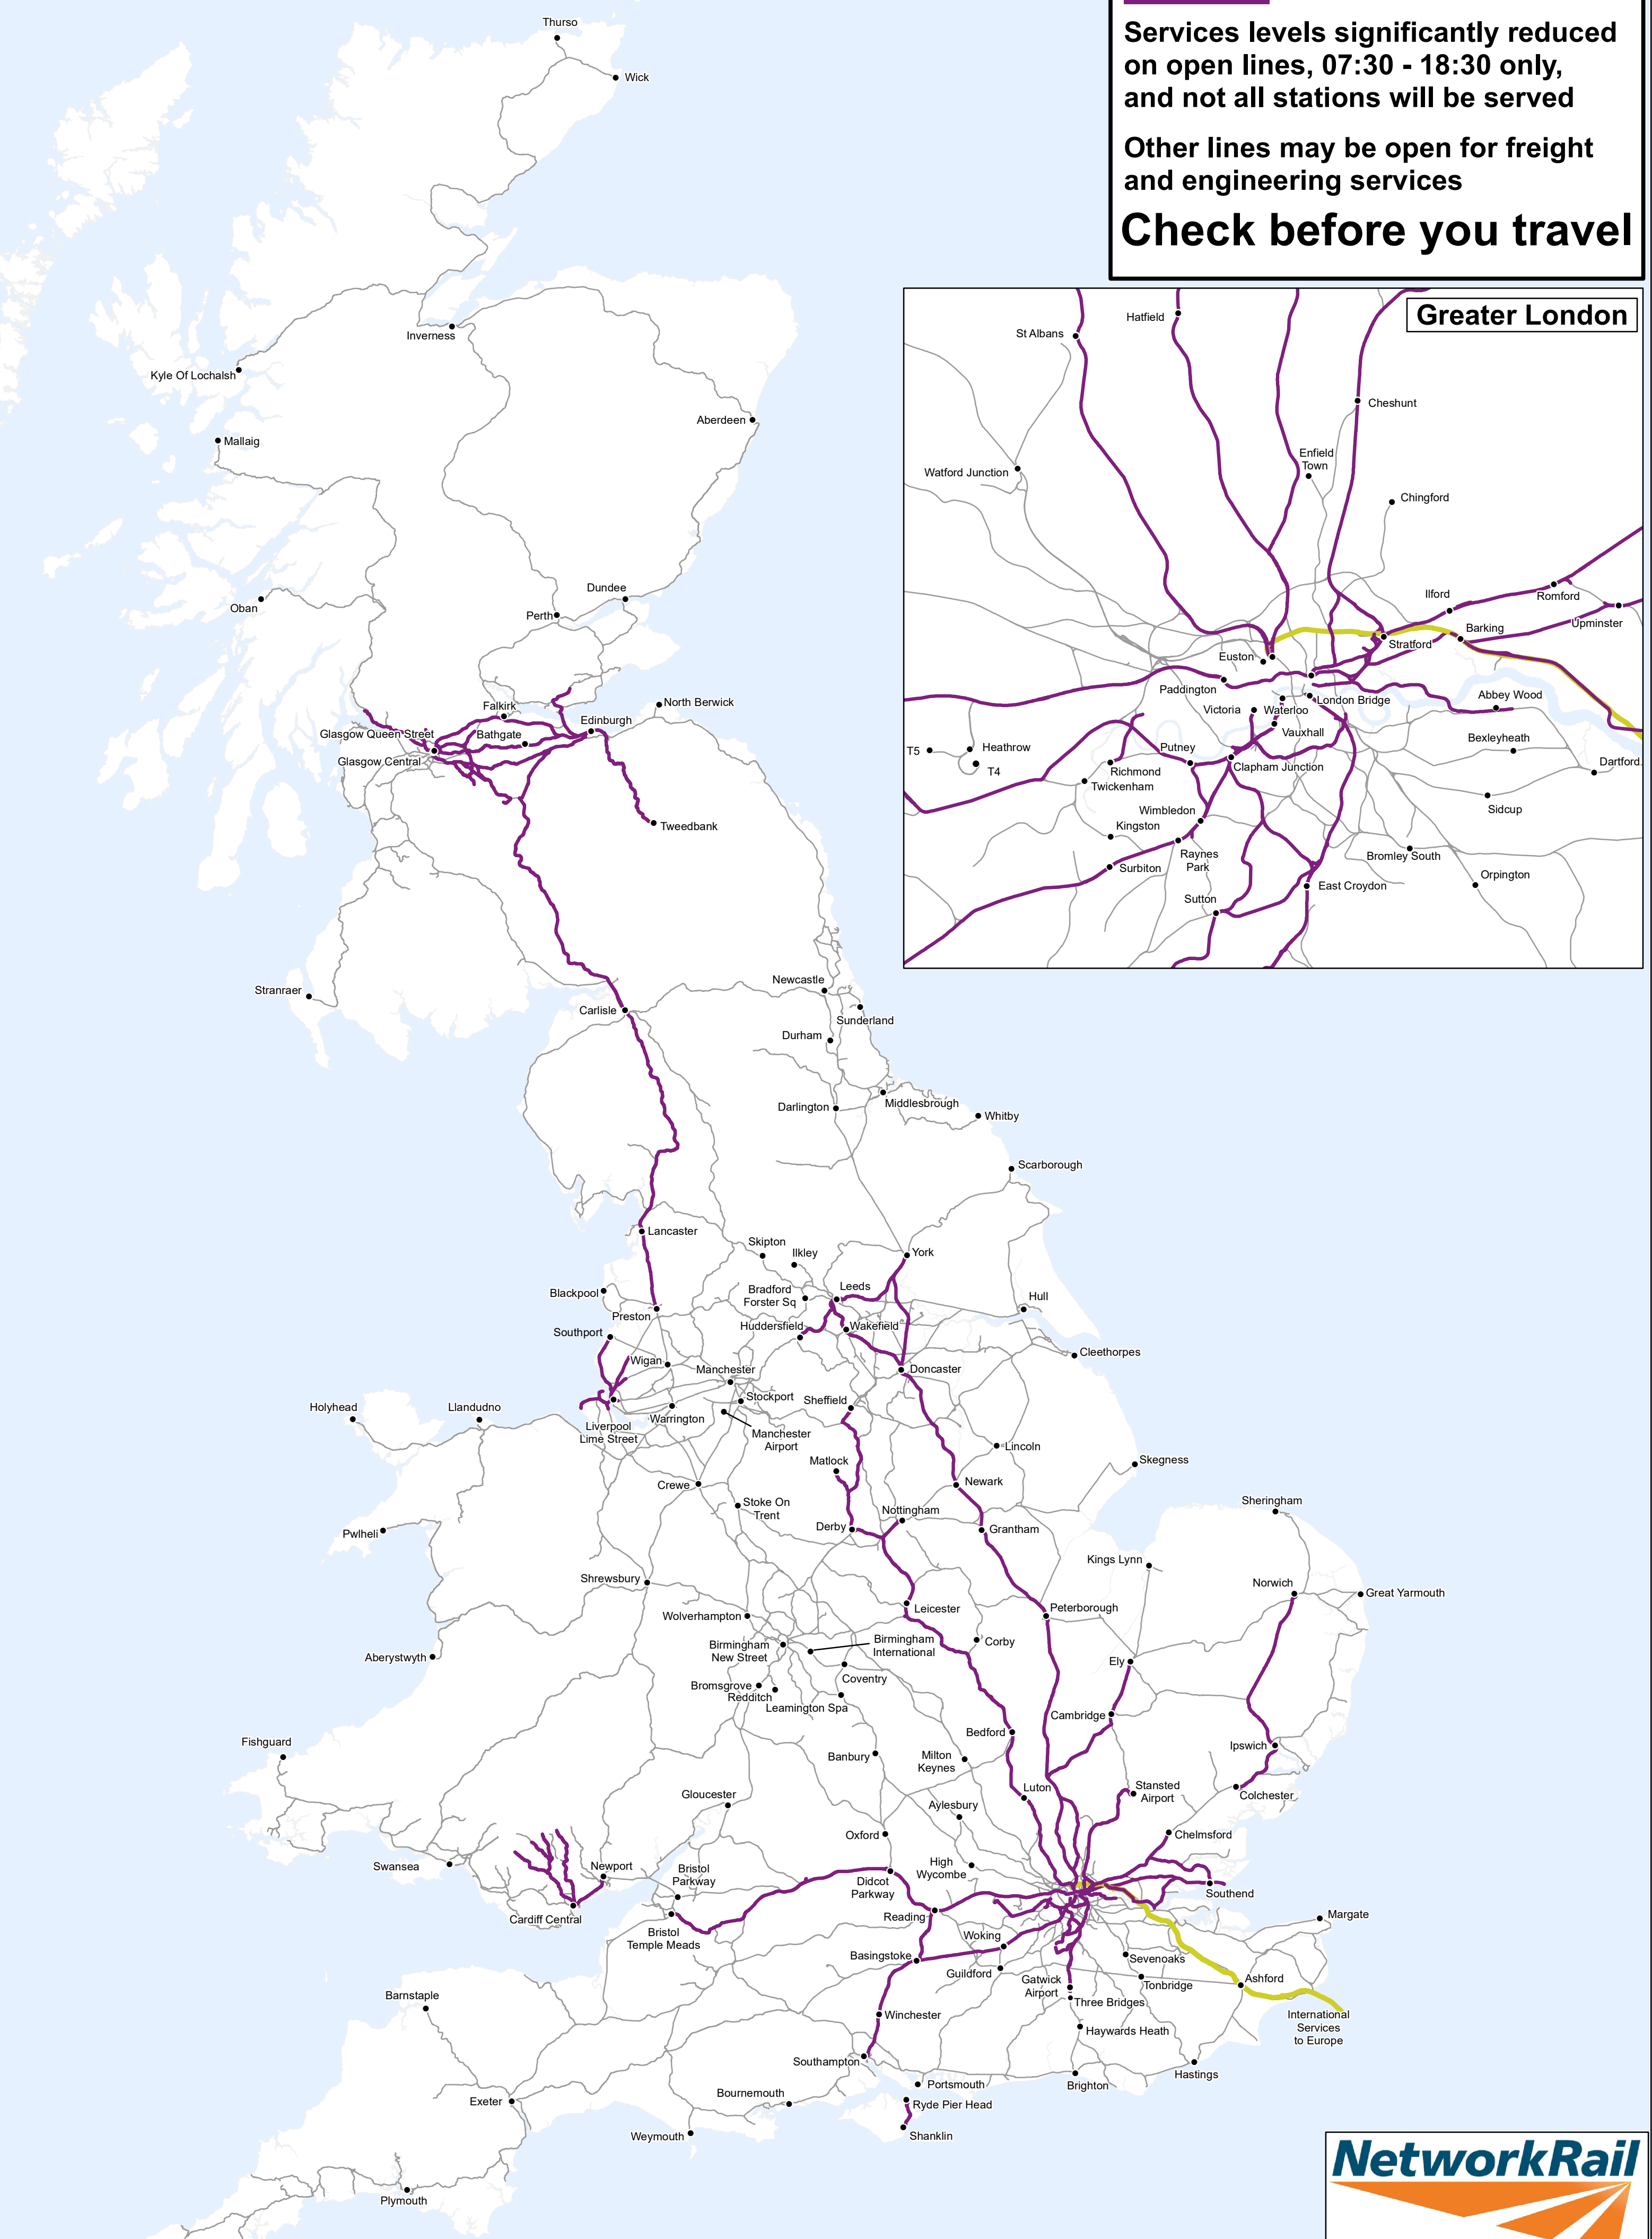 Services levels significantly reduced
on open lines, 07:30 - 18:30 only,
and not all stations will be served
Other lines may be open for freight
and engineering services
Check before you travel
Thurso
Wick
Inverness
Kyle Of Lochalsh
Aberdeen
Mallaig
Dundee
Oban
Perth
North Berwick
Falkirk
Edinburgh
Glasgow Queen Street
Bathgate
Glasgow Central
Tweedbank
Greater London
Hatfield
St Albans
Cheshunt
Enfield
Town
Watford Junction
Chingford
Ilford
Romford
Upminster
Barking
Stratford
Euston
Paddington
Abbey Wood
London Bridge
Victoria
Waterloo
Vauxhall
Bexleyheath
T5
Heathrow
T4
Putney
Clapham Junction
Dartford
Richmond
Twickenham
Sidcup
Wimbledon
Kingston
Raynes
Park
Bromley South
Surbiton
Orpington
East Croydon
Sutton
Stranraer
Newcastle
Carlisle
Sunderland
Durham
Darlington
Middlesbrough
Whitby
Scarborough
Lancaster
Skipton
Ilkley
York
Blackpool
Bradford
Forster Sq
Leeds
Hull
Preston
Southport
Huddersfield
Wakefield
Cleethorpes
Wigan
Manchester
Doncaster
Stockport
Sheffield
Holyhead
Llandudno
Liverpool
Lime Street
Warrington
Manchester
Airport
Lincoln
Matlock
Skegness
Crewe
Newark
Stoke On
Trent
Nottingham
Sheringham
Pwlheli
Derby
Grantham
Kings Lynn
Shrewsbury
Norwich
Great Yarmouth
Leicester
Peterborough
Wolverhampton
Birmingham
New Street
Birmingham
International
Corby
Aberystwyth
Ely
Coventry
Bromsgrove
Redditch
Leamington Spa
Cambridge
Fishguard
Bedford
Ipswich
Banbury
Milton
Keynes
Gloucester
Luton
Stansted
Airport
Colchester
Aylesbury
Oxford
Chelmsford
Swansea
Newport
Bristol
Parkway
High
Wycombe
Didcot
Parkway
Southend
Cardiff Central
Reading
Margate
Bristol
Temple Meads
Woking
Basingstoke
Sevenoaks
Guildford
Gatwick
Airport
Tonbridge
Ashford
Barnstaple
Three Bridges
International
Services
to Europe
Winchester
Haywards Heath
Southampton
Hastings
Portsmouth
Brighton
Bournemouth
Exeter
Ryde Pier Head
Weymouth
Shanklin
Plymouth
NetworkRail